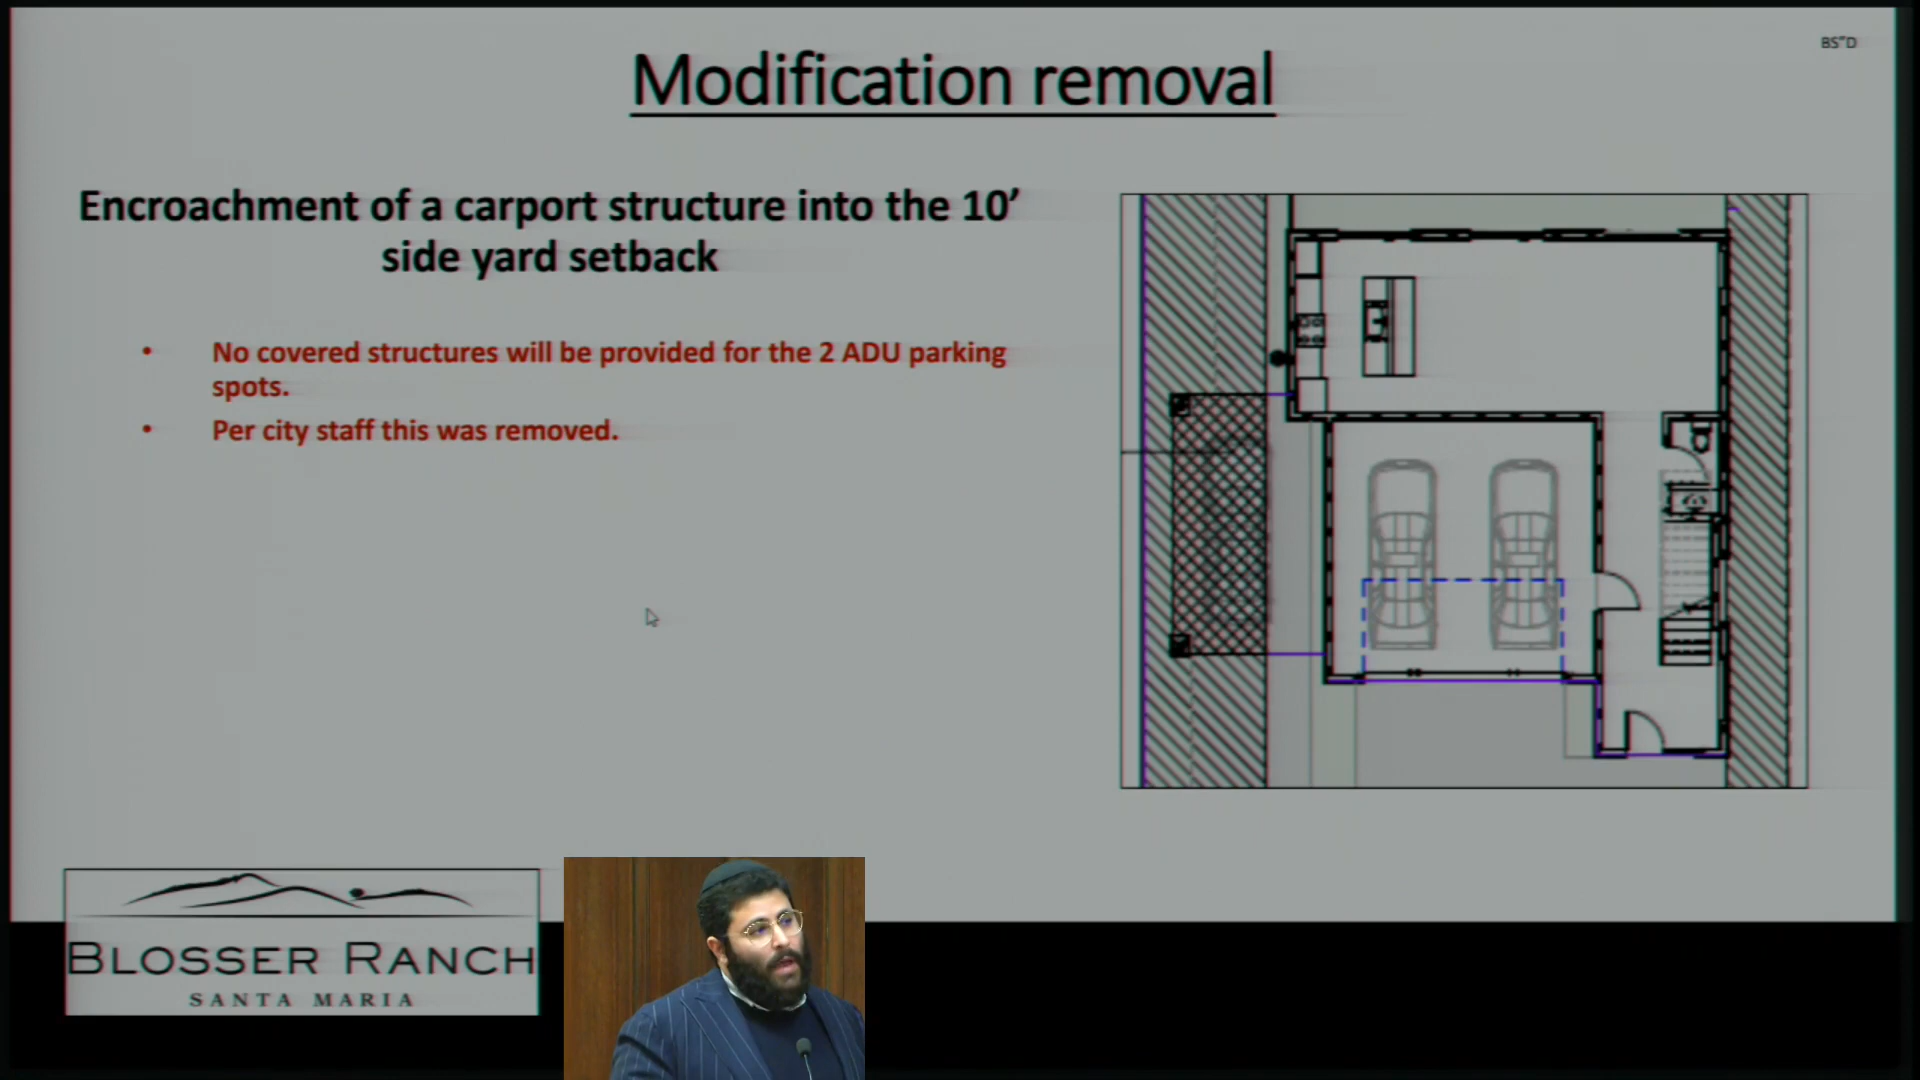 BS"D
Modification removal
Encroachment of a carport structure into the 10'
side yard setback
• No covered structures will be provided for the 2 ADU parking
spots.
• Per city staff this was removed.
BLOSSER RANCH
SANTA MARIA